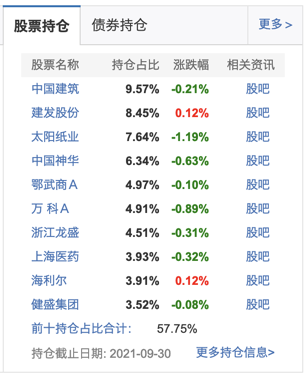 股票持仓 债券持仓 更多>
股票名称 持仓占比 涨跌幅 相关资讯
中国建筑 9.57% -0.21% 股吧
建发股份 8.45% 0.12% 股吧
太阳纸业 7.64% -1.19% 股吧
中国神华 6.34% -0.63% 股吧
鄂武商A 4.97% -0.10% 股吧
万 科A 4.91% -0.89% 股吧
浙江龙盛 4.51% -0.31% 股吧
上海医药 3.93% -0.32% 股吧
海利尔 3.91% 0.12% 股吧
健盛集团 3.52% -0.08% 股吧
前十持仓占比合计： 57.75%
持仓截止日期: 2021-09-30 更多持仓信息>